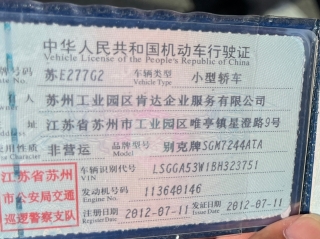 中华人民共和国机动车行驶证
Vehicle License of the People's Republic of China
号码 苏E277G2 车辆类型 小型轿车
Plate No. Vehicle Type
人 苏州工业园区肯达企业服务有限公司
江苏省苏州市工业园区唯亭镇星澄路9号
使用性质 非营运 品牌型号 别克牌SGM7244ATA
Use Character Model
江苏省苏州
市公安局交通
巡逻警察支队
车辆识别代号 LSGGA53W1BH323751
VIN
发动机号码 113640146
Engine No.
注册日期 2012-07-11 发证日期 2012-07-11
Register Date Issue Date